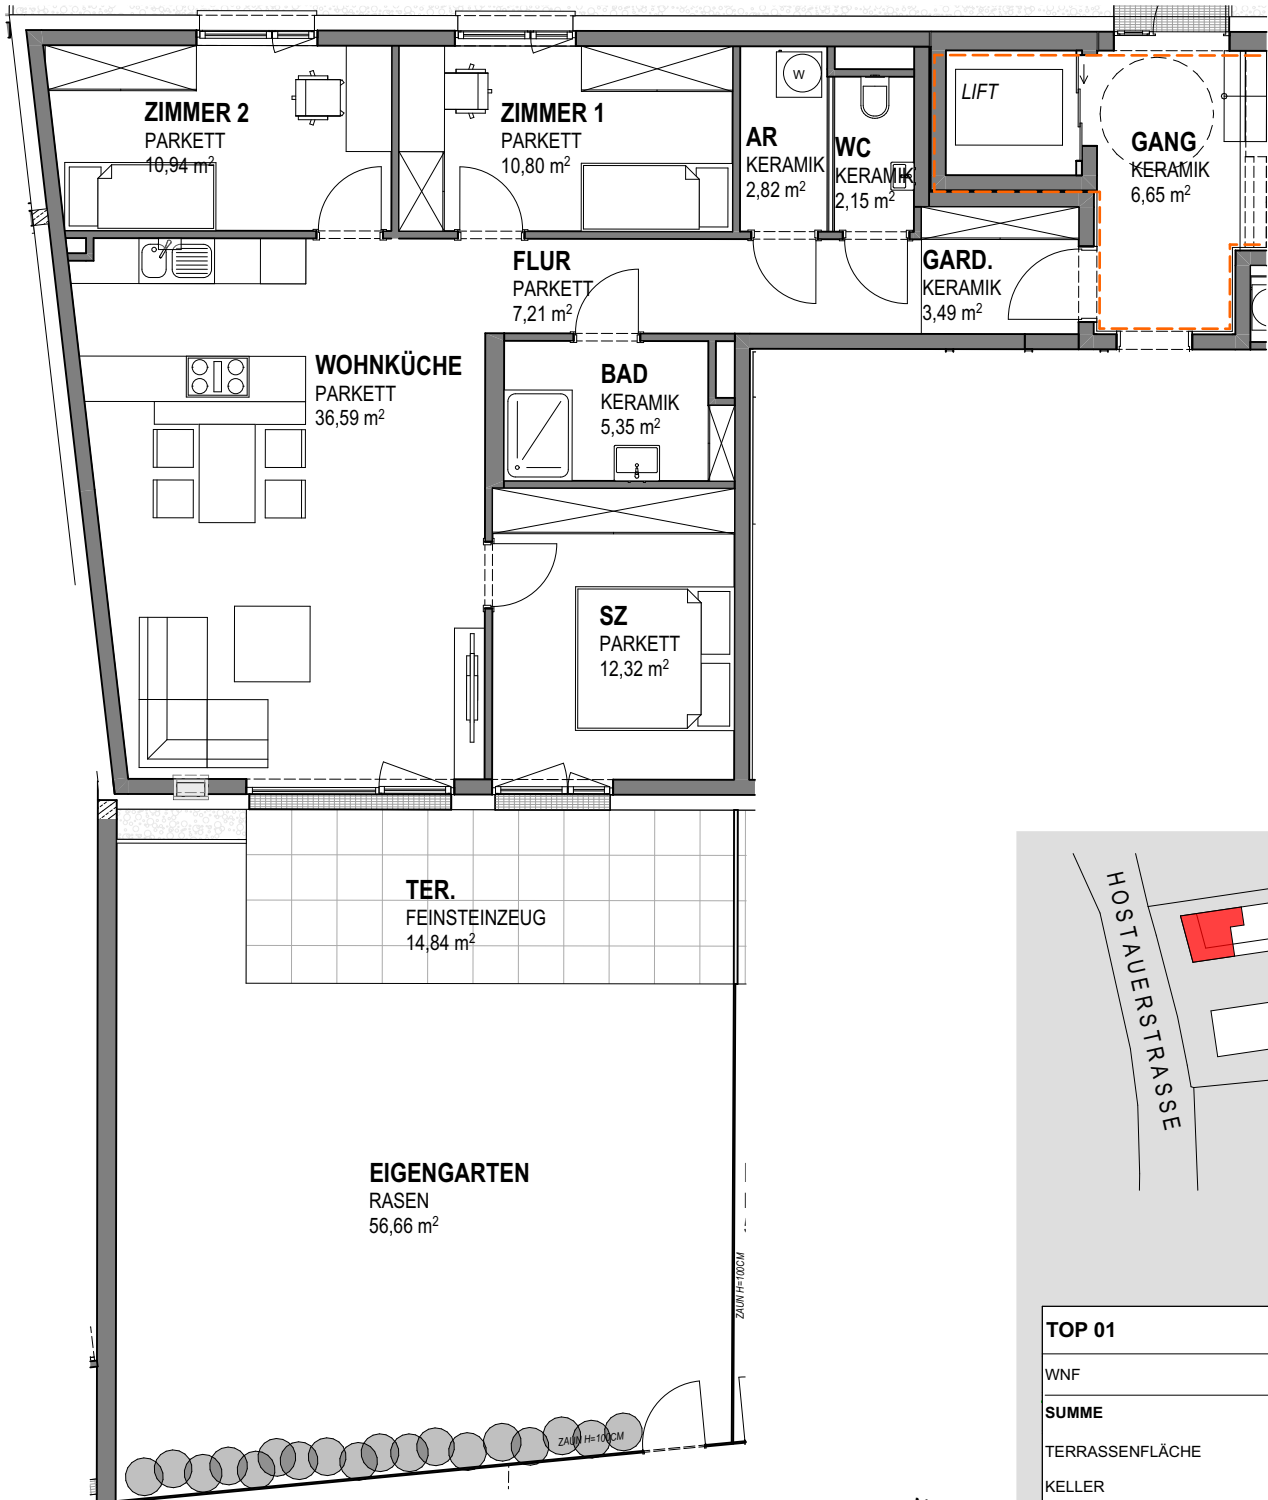 ZIMMER 2
PARKETT
10,94 m²
ZIMMER 1
PARKETT
10,80 m²
W
AR
KERAMIK
2,82 m²
WC
KERAMIK
2,15 m²
LIFT
GANG
KERAMIK
6,65 m²
FLUR
PARKETT
7,21 m²
GARD.
KERAMIK
3,49 m²
WOHNKÜCHE
PARKETT
36,59 m²
BAD
KERAMIK
5,35 m²
SZ
PARKETT
12,32 m²
TER.
FEINSTEINZEUG
14,84 m²
HOSTAUERSTRASSE
EIGENGARTEN
RASEN
56,66 m²
ZAUN H=100CM
ZAUN H=100CM
TOP 01
WNF
SUMME
TERRASSENFLÄCHE
KELLER